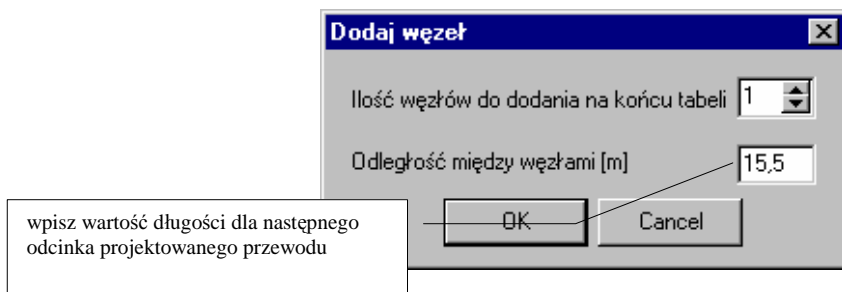 Dodaj węzeł
Ilość węzłów do dodania na końcu tabeli 1
Odległość między węzłami [m] 15,5
OK Cancel
wpisz wartość długości dla następnego
odcinka projektowanego przewodu